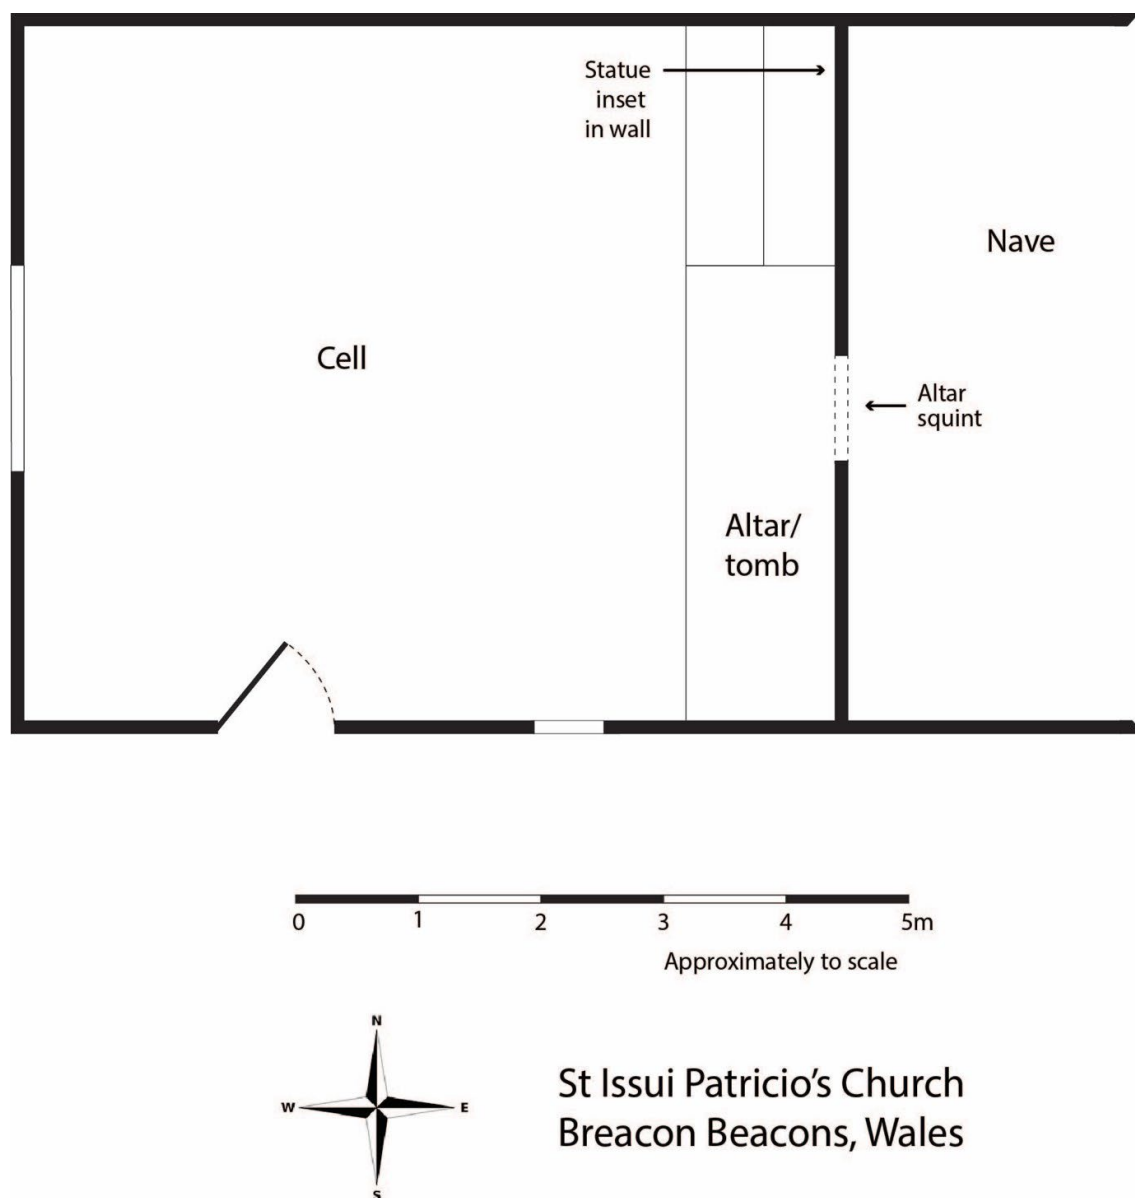 Statue
inset
in wall
Nave
Cell
Altar
squint
Altar/
tomb
0 1 2 3 4 5m
Approximately to scale
N
W E
S
St Issui Patricio's Church
Breacon Beacons, Wales